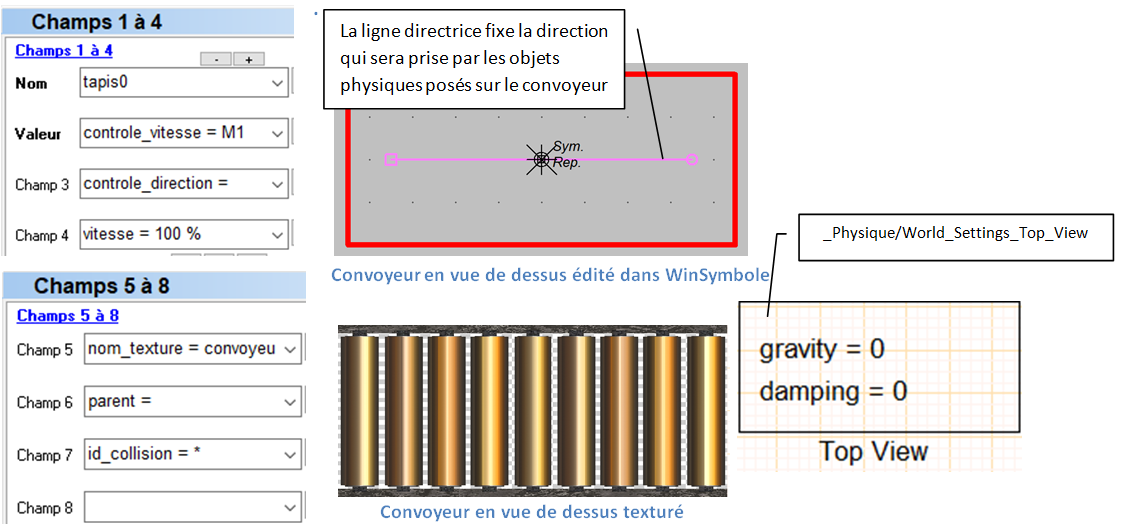 Champs 1 à 4
Champs 1 à 4
- +
Nom
tapis0
Valeur
controle_vitesse = M1
Champ 3
controle_direction =
Champ 4
vitesse = 100 %
Champs 5 à 8
Champs 5 à 8
Champ 5
nom_texture = convoyeu
Champ 6
parent =
Champ 7
id_collision = *
Champ 8
La ligne directrice fixe la direction
qui sera prise par les objets
physiques posés sur le convoyeur
Sym.
Rep.
Convoyeur en vue de dessus édité dans WinSymbole
Convoyeur en vue de dessus texturé
_Physique/World_Settings_Top_View
gravity = 0
damping = 0
Top View